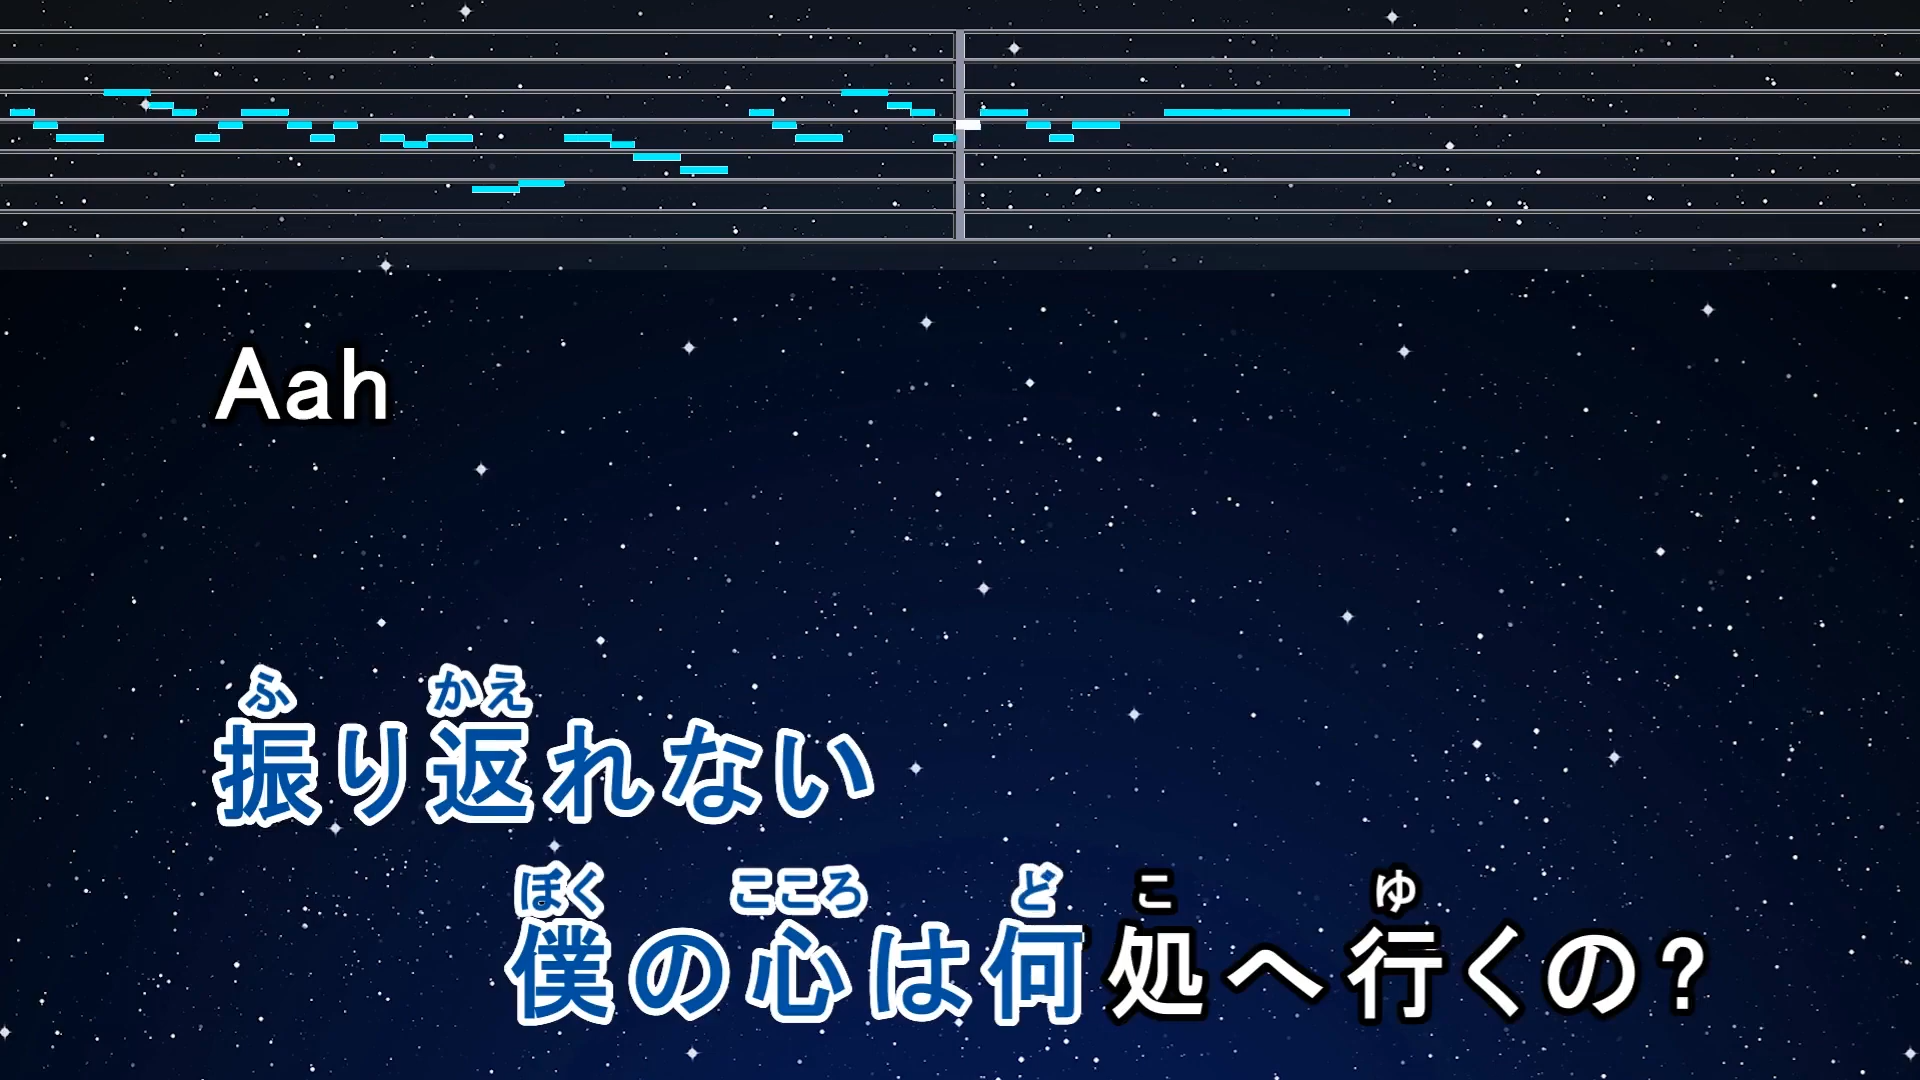 Aah
ふ かえ
振り返れない
ぼく こころ ど こ ゆ
僕の心は何処へ行くの?